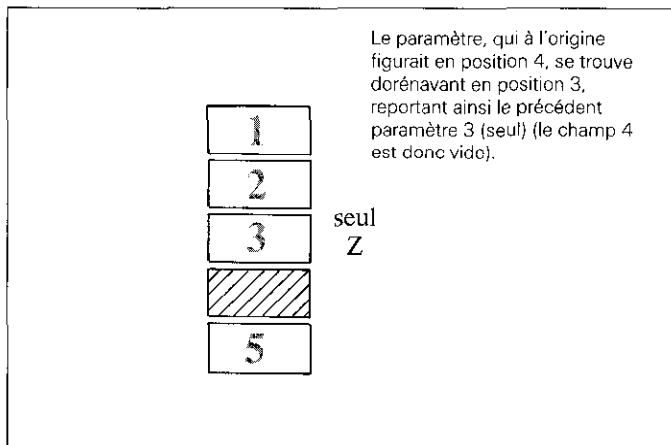 Le paramètre, qui à l'origine
figurait en position 4, se trouve
dorénavant en position 3,
reportant ainsi le précédent
paramètre 3 (seul) (le champ 4
est donc vide).
1
2
3
seul
Z
5